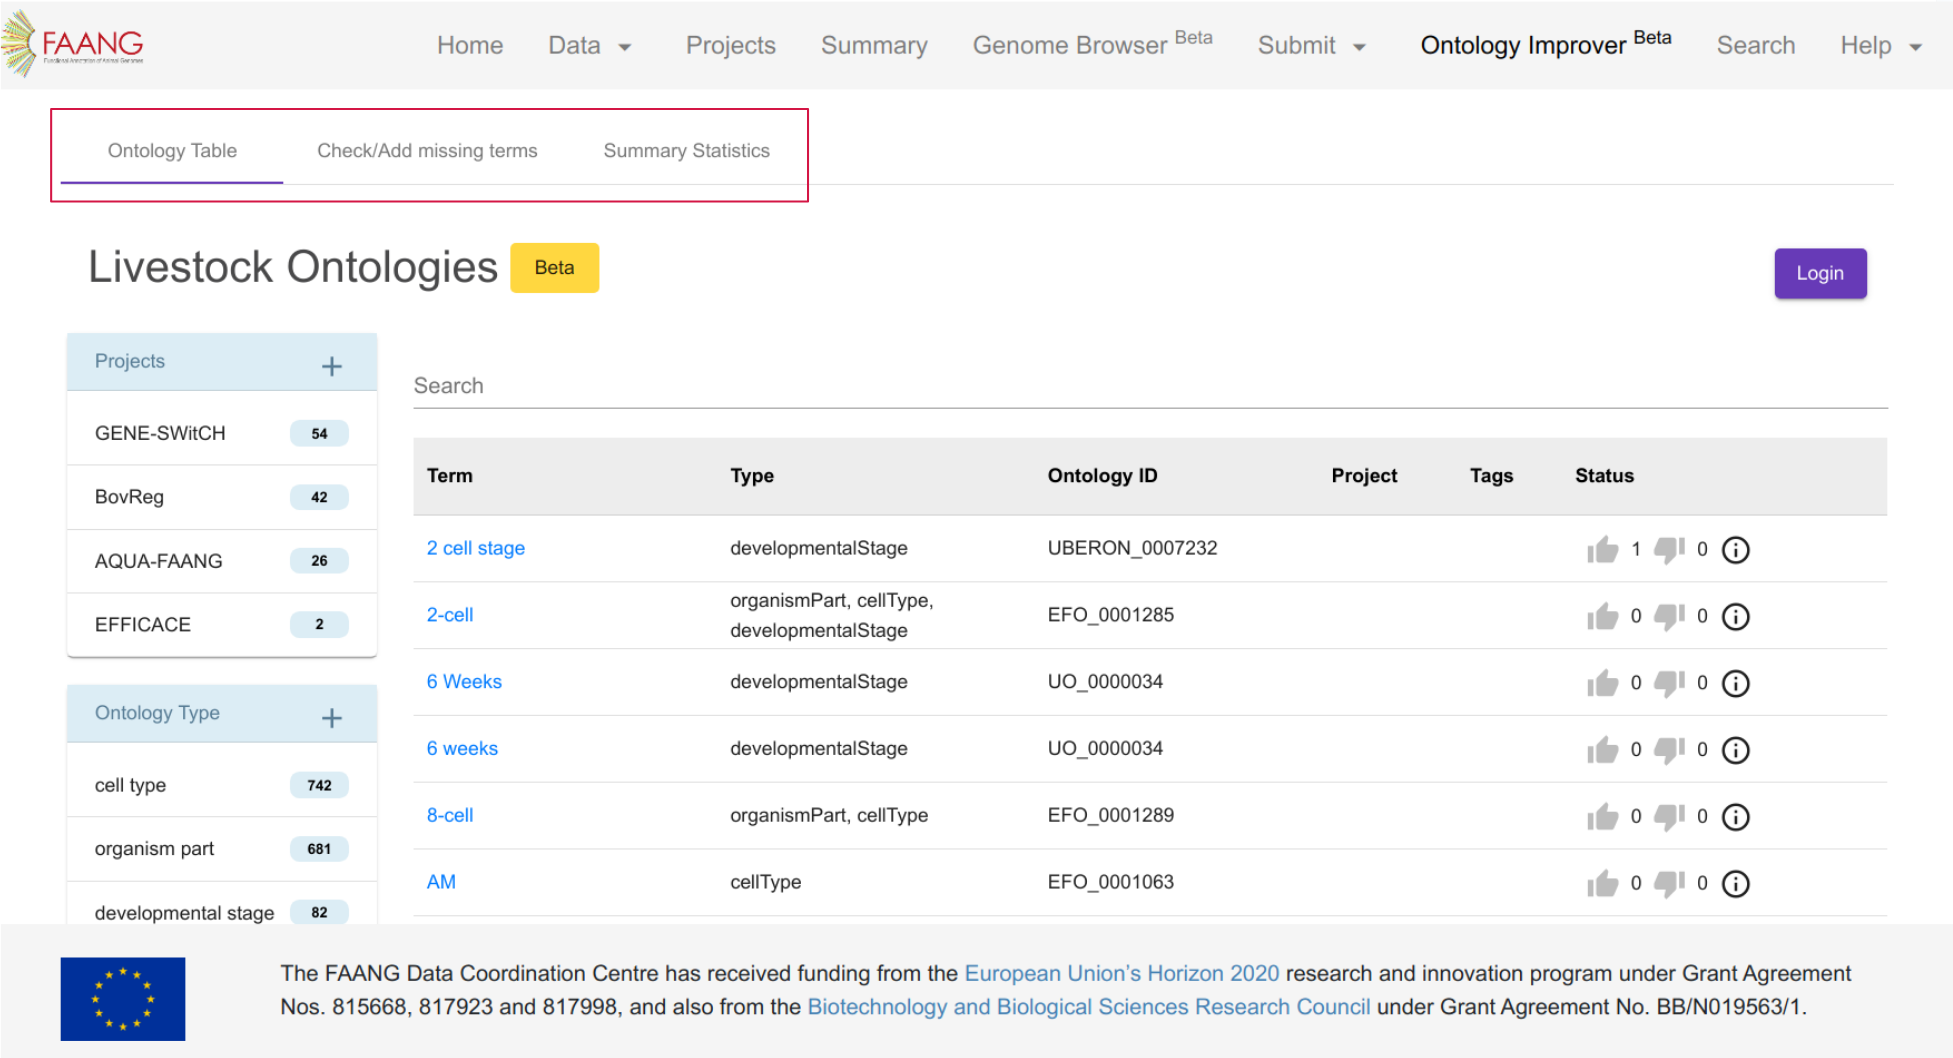 FAANG
Functional Annotation of Animal Genomes
Home Data Projects Summary Genome Browser Beta Submit Ontology Improver Beta Search Help
Ontology Table Check/Add missing terms Summary Statistics
Livestock Ontologies Beta
Login
Projects +
GENE-SWitCH 54
BovReg 42
AQUA-FAANG 26
EFFICACE 2
Ontology Type +
cell type 742
organism part 681
developmental stage 82
Search
Term Type Ontology ID Project Tags Status
2 cell stage developmentalStage UBERON_0007232 1 0
2-cell organismPart, cellType, developmentalStage EFO_0001285 0 0
6 Weeks developmentalStage UO_0000034 0 0
6 weeks developmentalStage UO_0000034 0 0
8-cell organismPart, cellType EFO_0001289 0 0
AM cellType EFO_0001063 0 0
The FAANG Data Coordination Centre has received funding from the European Union’s Horizon 2020 research and innovation program under Grant Agreement
Nos. 815668, 817923 and 817998, and also from the Biotechnology and Biological Sciences Research Council under Grant Agreement No. BB/N019563/1.